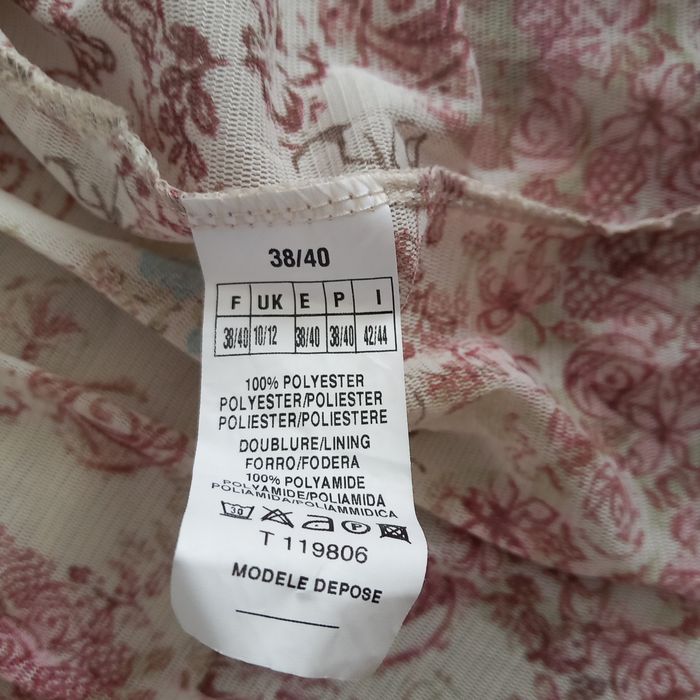 38/40
F UK E P I
38/40 10/12 38/40 38/40 42/44
100% POLYESTER
POLYESTER/POLIESTER
POLIESTER/POLIESTERE
DOUBLURE/LINING
FORRO/FODERA
100% POLYAMIDE
POLYAMIDE/POLIAMIDA
POLIAMIDA/POLIAMMIDICA
30 P
T 119806
MODELE DEPOSE